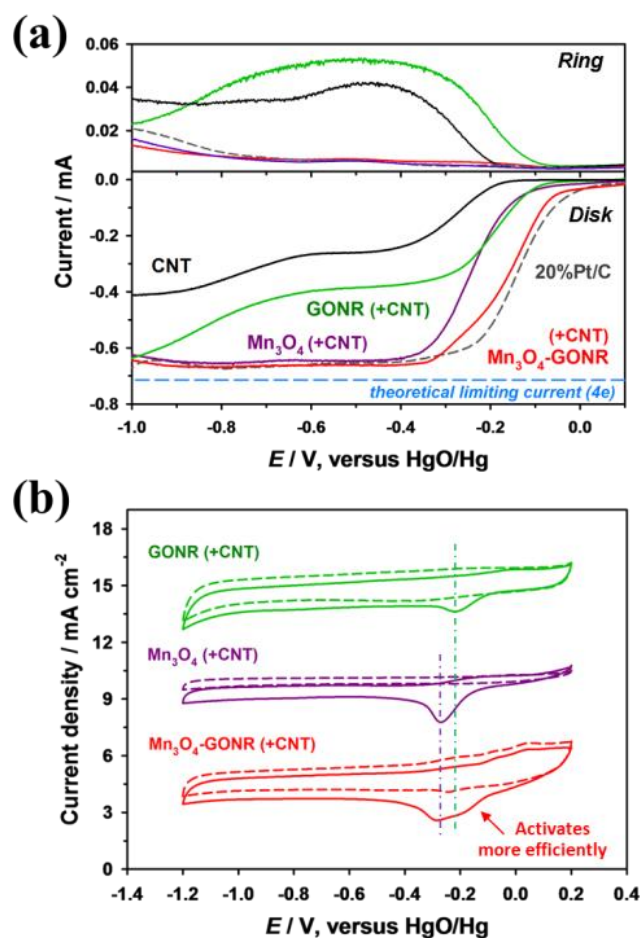 (a)
0.06
0.04
0.02
Ring
0.0
-0.2
-0.4
-0.6
-0.8
Current / mA
Disk
CNT
20%Pt/C
GONR (+CNT)
Mn₃O₄ (+CNT)
(+CNT)
Mn₃O₄-GONR
theoretical limiting current (4e)
-1.0 -0.8 -0.6 -0.4 -0.2 0.0
E / V, versus HgO/Hg
(b)
18
15
12
9
6
3
0
Current density / mA cm⁻²
GONR (+CNT)
Mn₃O₄ (+CNT)
Mn₃O₄-GONR (+CNT)
Activates
more efficiently
-1.4 -1.2 -1.0 -0.8 -0.6 -0.4 -0.2 0.0 0.2 0.4
E / V, versus HgO/Hg